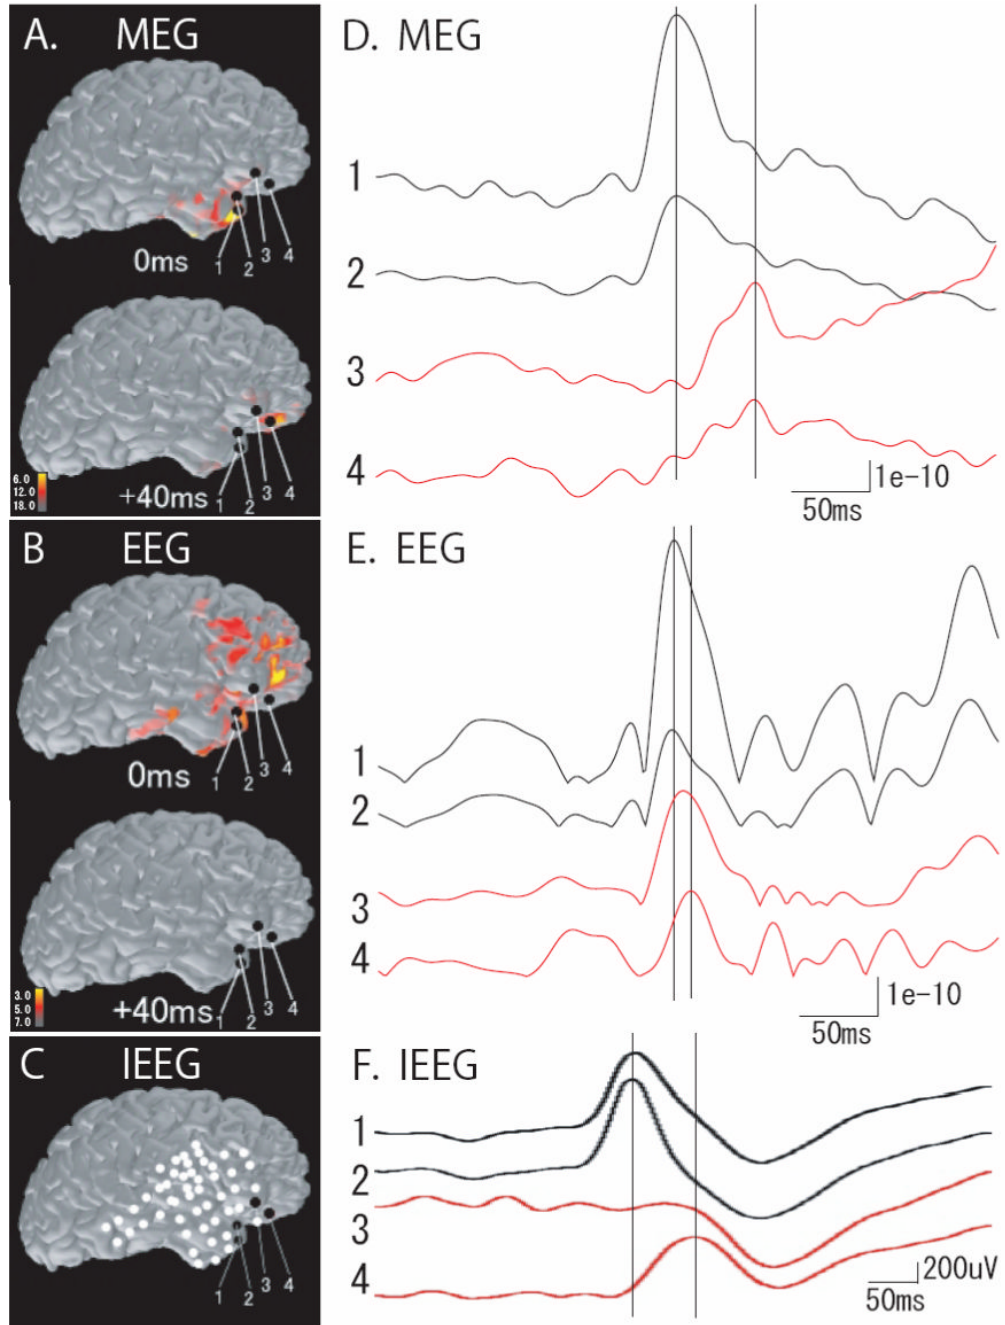 A. MEG
0ms
1 2 3 4
+40ms
1 2 3 4
6.0
12.0
18.0
B EEG
0ms
1 2 3 4
+40ms
1 2 3 4
3.0
5.0
7.0
C IEEG
1 2 3 4
D. MEG
1
2
3
4
1e-10
50ms
E. EEG
1
2
3
4
1e-10
50ms
F. IEEG
1
2
3
4
200uV
50ms